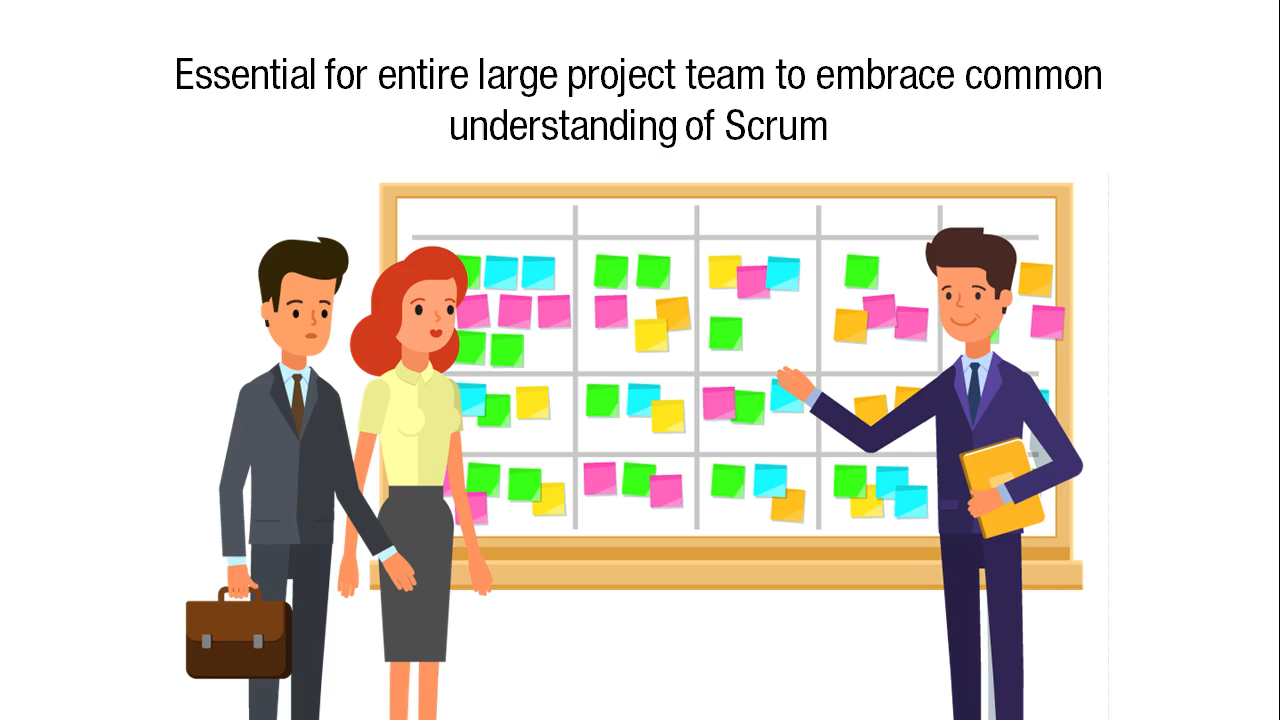 Essential for entire large project team to embrace common
understanding of Scrum